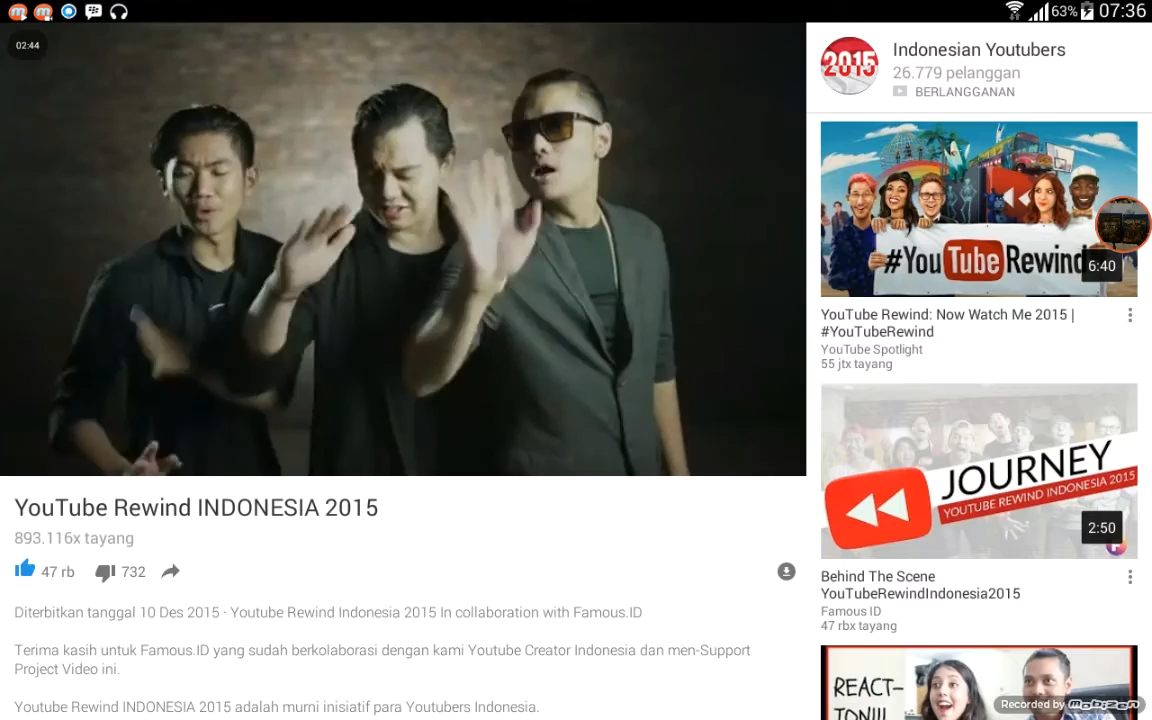 63% 07:36
02:44
YouTube Rewind INDONESIA 2015
893.116x tayang
47 rb 732
Diterbitkan tanggal 10 Des 2015 · Youtube Rewind Indonesia 2015 In collaboration with Famous.ID
Terima kasih untuk Famous.ID yang sudah berkolaborasi dengan kami Youtube Creator Indonesia dan men-Support
Project Video ini.
Youtube Rewind INDONESIA 2015 adalah murni inisiatif para Youtubers Indonesia.
2015
Indonesian Youtubers
26.779 pelanggan
BERLANGGANAN
#YouTubeRewind
6:40
YouTube Rewind: Now Watch Me 2015 |
#YouTubeRewind
YouTube Spotlight
55 jtx tayang
JOURNEY
YOUTUBE REWIND INDONESIA 2015
2:50
Behind The Scene
YouTubeRewindIndonesia2015
Famous ID
47 rbx tayang
REACT-
TON!!!
Recorded by mobizen